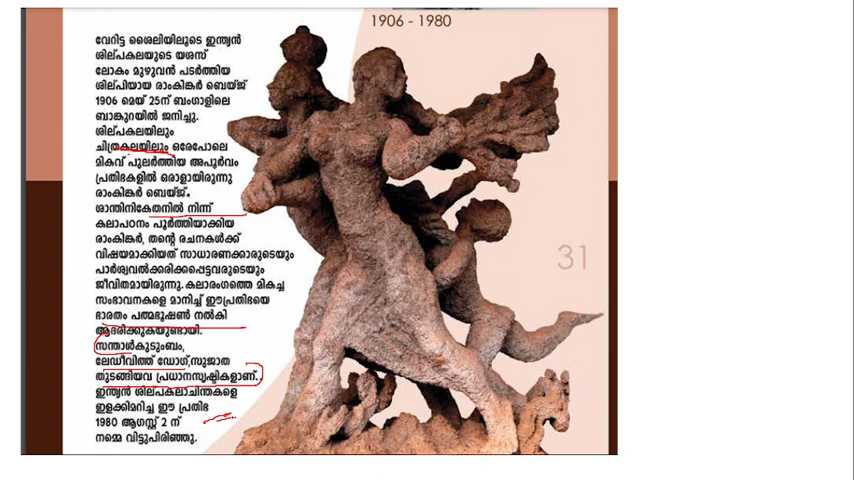 1906 - 1980
വേറിട്ട ശൈലിയിലൂടെ ഇന്ത്യൻ
ശില്പകലയുടെ യശസ്
ലോകം മുഴുവൻ പടർത്തിയ
ശില്പിയായ രാംകിങ്കർ ബെയ്ജ്
1906 മെയ് 25ന് ബംഗാളിലെ
ബാങ്കുറയിൽ ജനിച്ചു.
ശില്പകലയിലും
ചിത്രകലയിലും ഒരേപോലെ
മികവ് പുലർത്തിയ അപൂർവം
പ്രതിഭകളിൽ ഒരാളായിരുന്നു
രാംകിങ്കർ ബെയ്ജ്.
ശാന്തിനികേതനിൽ നിന്ന്
കലാപഠനം പൂർത്തിയാക്കിയ
രാംകിങ്കർ, തന്റെ രചനകൾക്ക്
വിഷയമാക്കിയത് സാധാരണക്കാരുടെയും
പാർശ്വവൽക്കരിക്കപ്പെട്ടവരുടെയും
ജീവിതമായിരുന്നു. കലാരംഗത്തെ മികച്ച
സംഭാവനകളെ മാനിച്ച് ഈപ്രതിഭയെ
ഭാരതം പത്മഭൂഷൺ നൽകി
ആദരിക്കുകയുണ്ടായി.
സന്താൾകുടുംബം,
ലേഡീവിത്ത് ഡോഗ്,സുജാത
തുടങ്ങിയവ പ്രധാനസൃഷ്ടികളാണ്.
ഇന്ത്യൻ ശില്പകലാചിന്തകളെ
ഇളക്കിമറിച്ച ഈ പ്രതിഭ
1980 ആഗസ്റ്റ് 2 ന്
നമ്മെ വിട്ടുപിരിഞ്ഞു.
31